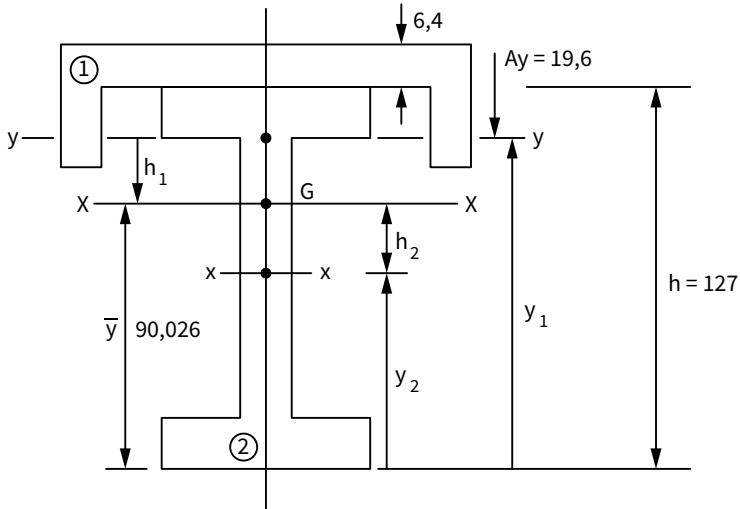 6,4
1
Ay = 19,6
y
y
h1
G
X
X
h2
x
x
h = 127
y1
y̅ 90,026
y2
2